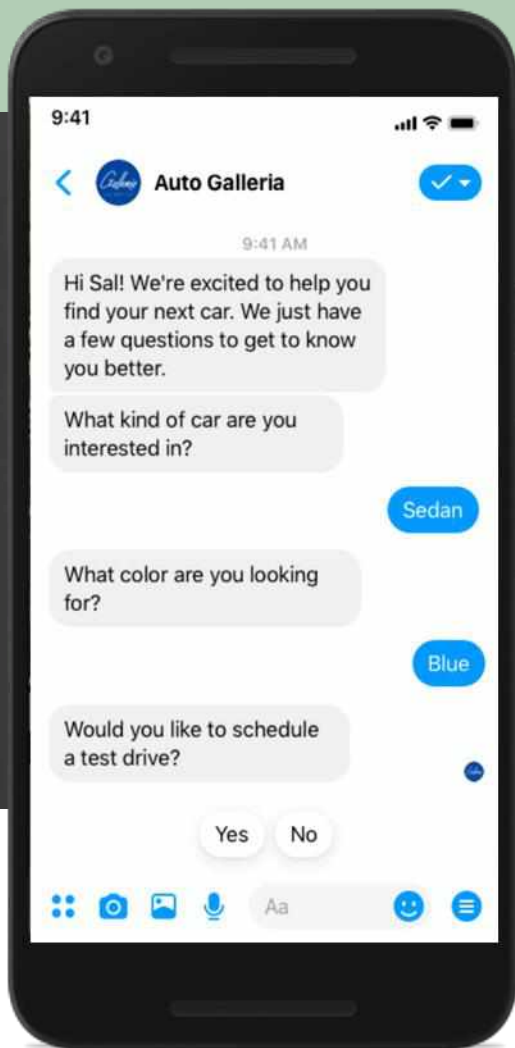 9:41
Auto Galleria
9:41 AM
Hi Sal! We're excited to help you
find your next car. We just have
a few questions to get to know
you better.
What kind of car are you
interested in?
Sedan
What color are you looking
for?
Blue
Would you like to schedule
a test drive?
Yes No
Aa